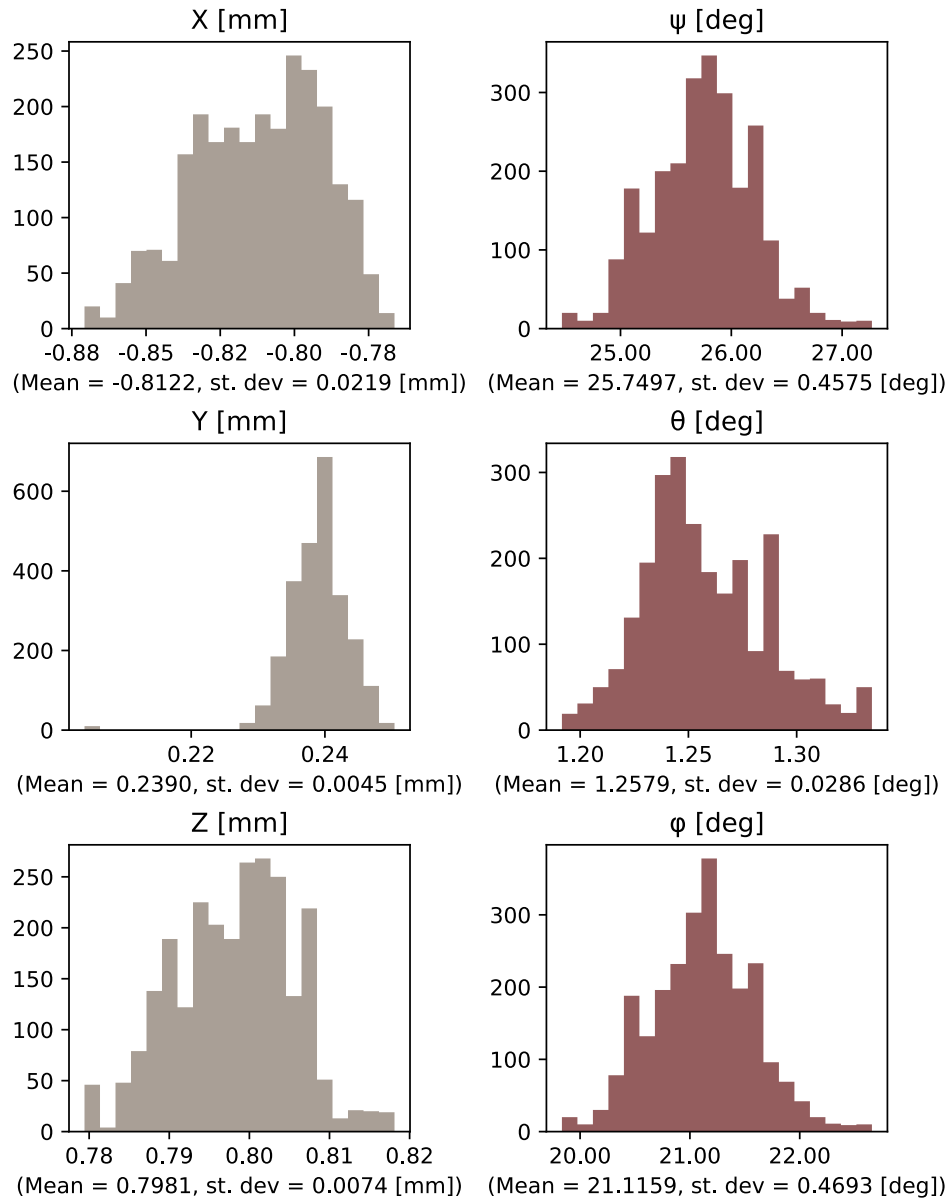 X [mm]
250
200
150
100
50
0
-0.88 -0.85 -0.82 -0.80 -0.78
(Mean = -0.8122, st. dev = 0.0219 [mm])
ψ [deg]
300
200
100
0
25.00 26.00 27.00
(Mean = 25.7497, st. dev = 0.4575 [deg])
Y [mm]
600
400
200
0
0.22 0.24
(Mean = 0.2390, st. dev = 0.0045 [mm])
θ [deg]
300
200
100
0
1.20 1.25 1.30
(Mean = 1.2579, st. dev = 0.0286 [deg])
Z [mm]
250
200
150
100
50
0
0.78 0.79 0.80 0.81 0.82
(Mean = 0.7981, st. dev = 0.0074 [mm])
φ [deg]
300
200
100
0
20.00 21.00 22.00
(Mean = 21.1159, st. dev = 0.4693 [deg])